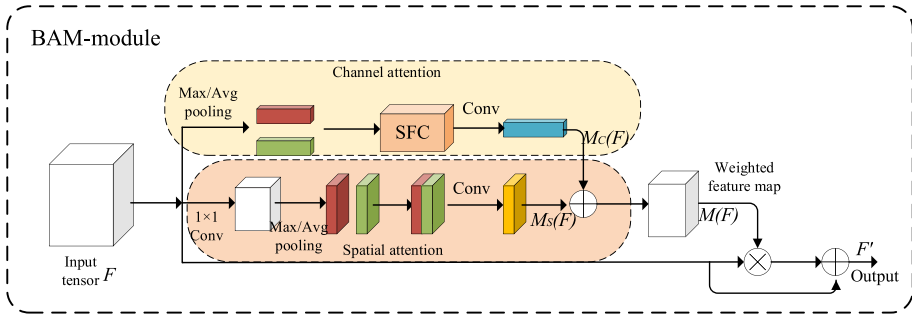 BAM-module
Channel attention
Max/Avg
pooling
SFC
Conv
Mc(F)
Weighted
feature map
M(F)
1×1
Conv
Max/Avg
pooling
Conv
Ms(F)
Spatial attention
Input
tensor F
F'
Output